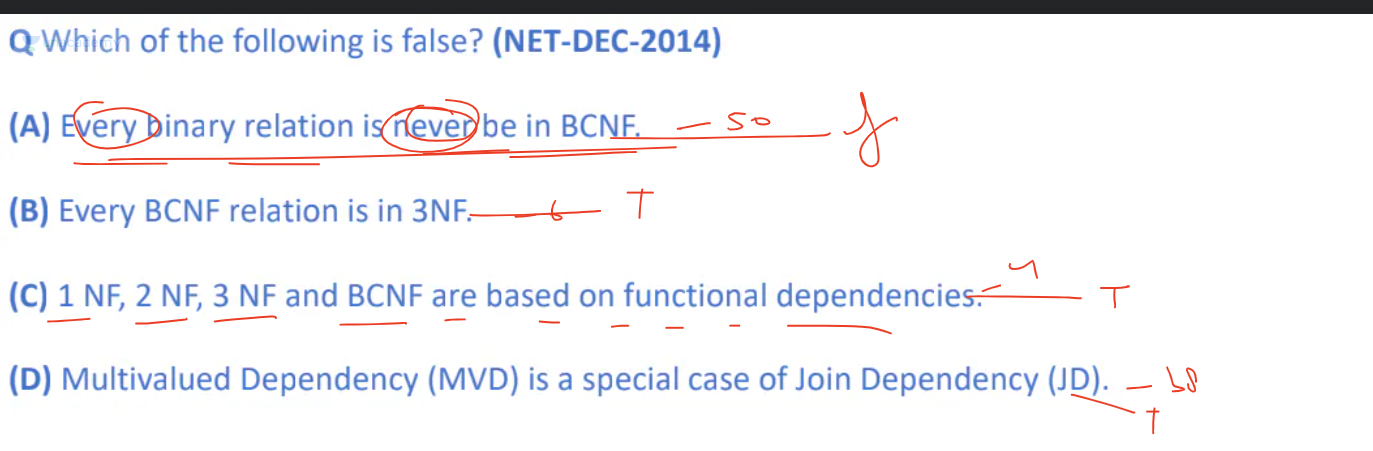 Q Which of the following is false? (NET-DEC-2014)
(A) Every binary relation is never be in BCNF. — 50 f
(B) Every BCNF relation is in 3NF. 6 T
(C) 1 NF, 2 NF, 3 NF and BCNF are based on functional dependencies. T
(D) Multivalued Dependency (MVD) is a special case of Join Dependency (JD). —
T